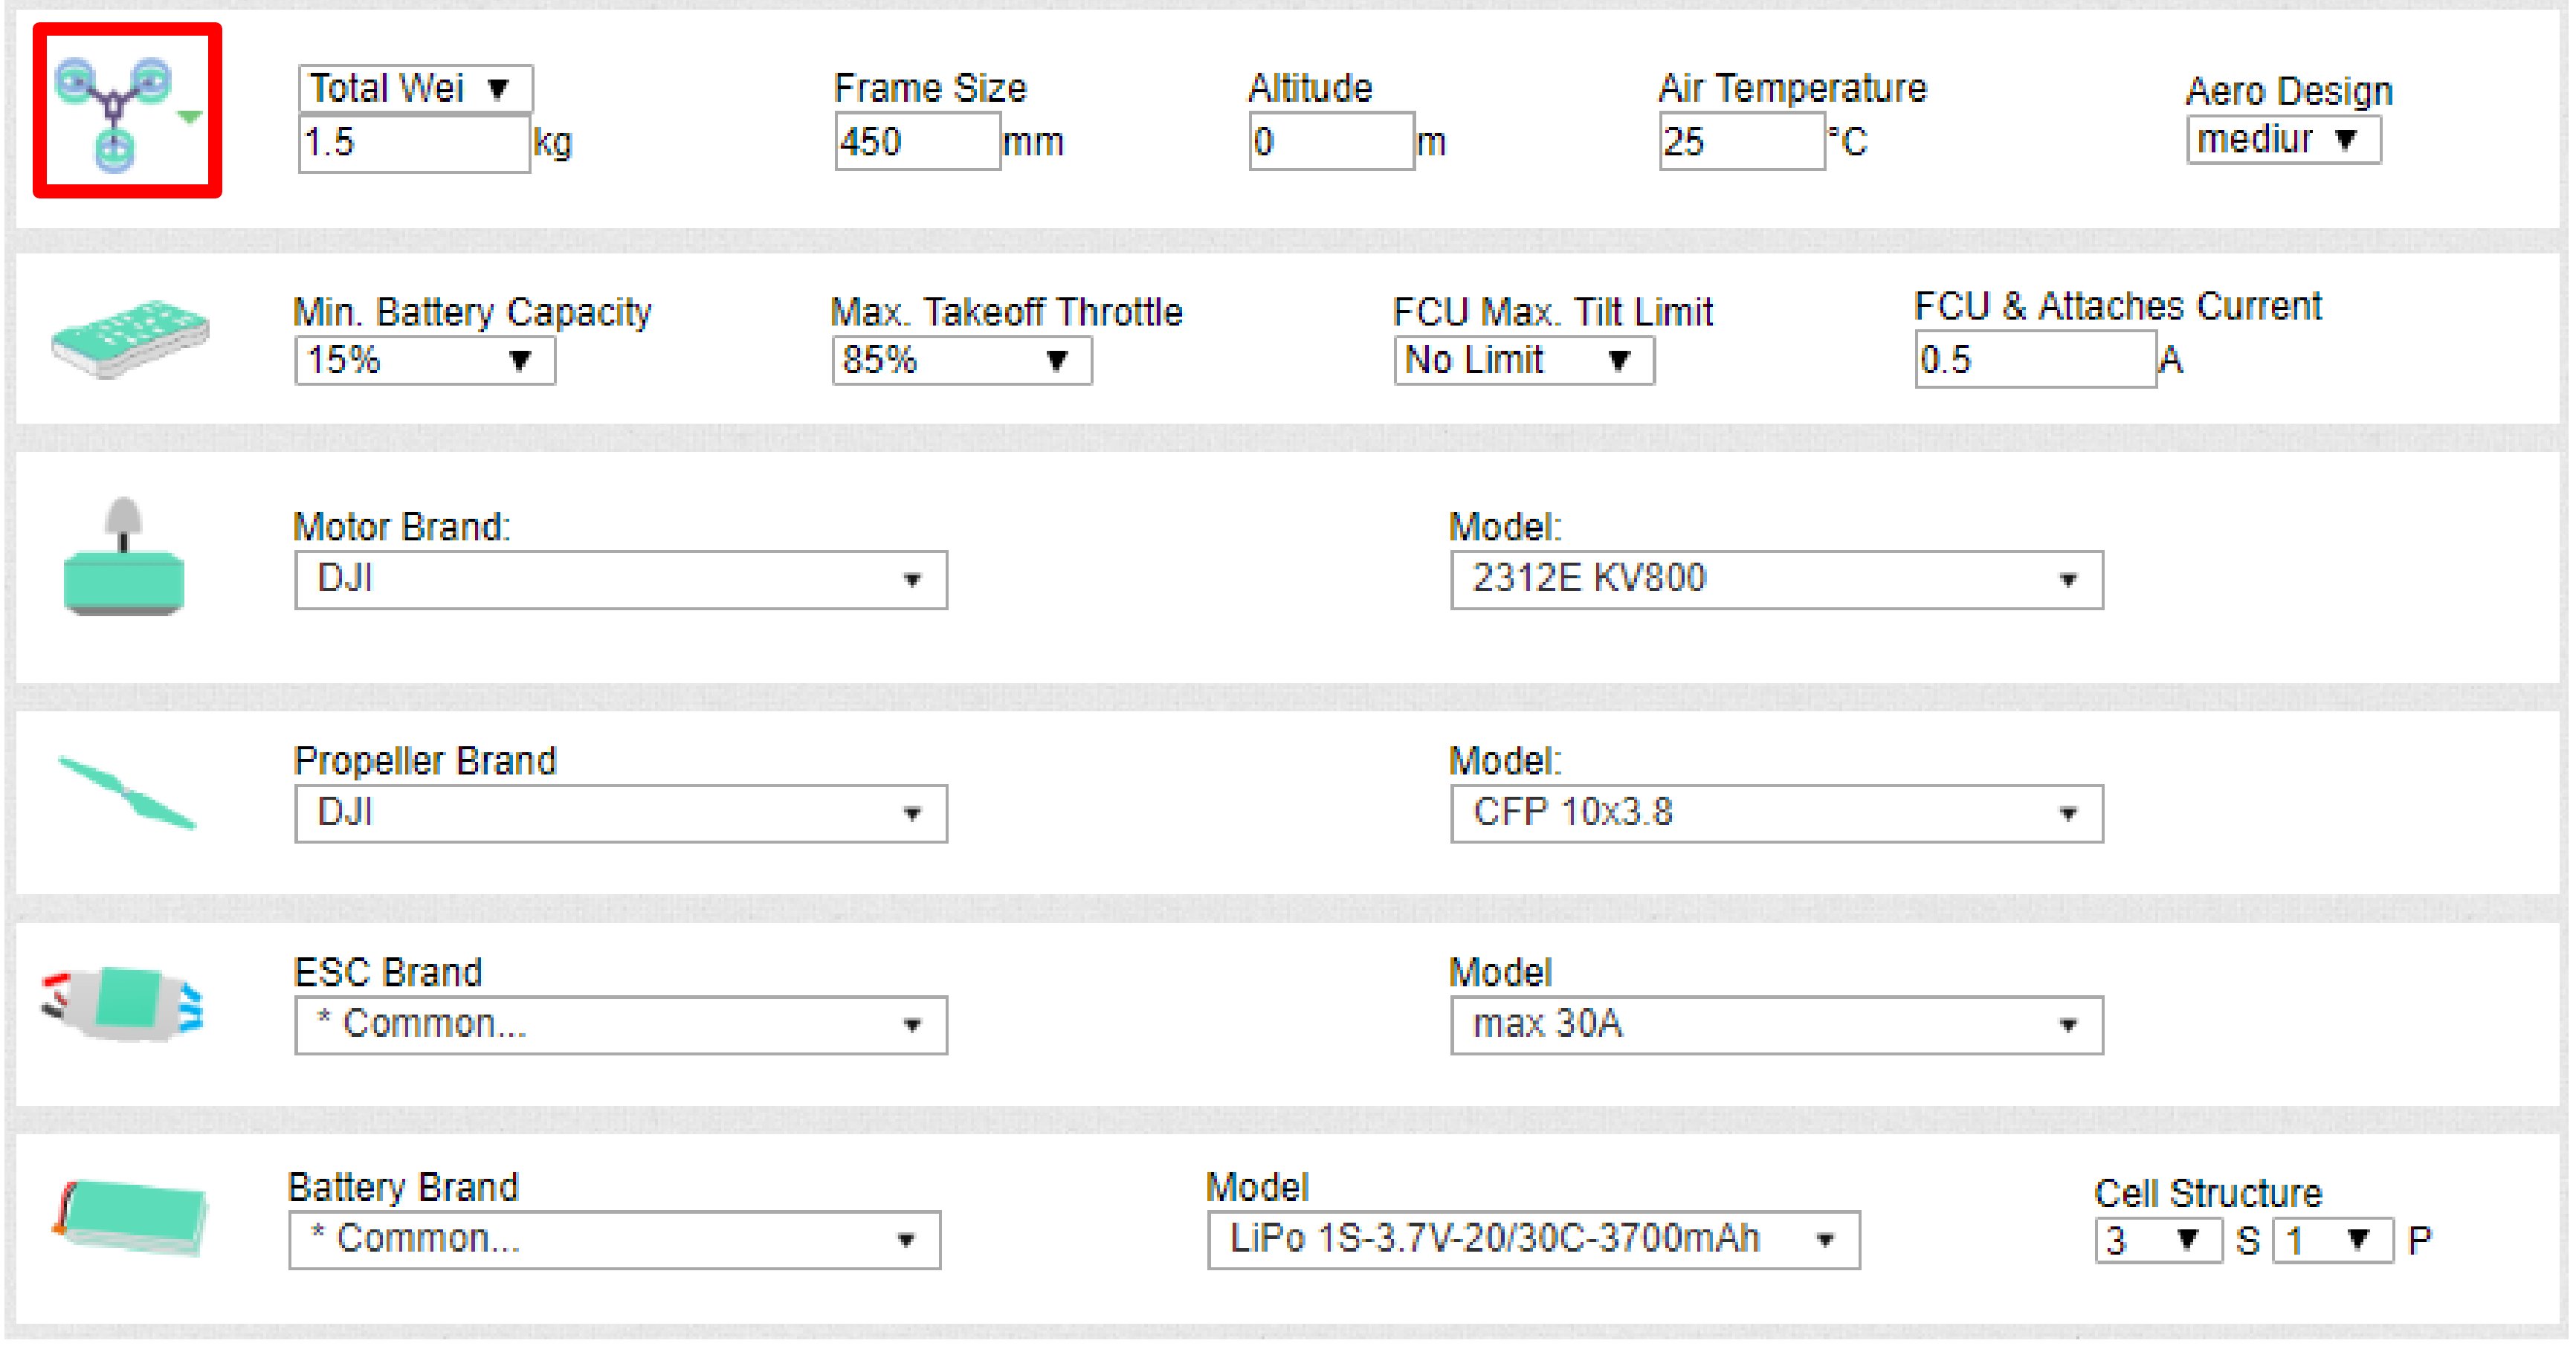 Total Wei
1.5 kg
Frame Size
450 mm
Altitude
0 m
Air Temperature
25 °C
Aero Design
mediur
Min. Battery Capacity
15%
Max. Takeoff Throttle
85%
FCU Max. Tilt Limit
No Limit
FCU & Attaches Current
0.5 A
Motor Brand:
DJI
Model:
2312E KV800
Propeller Brand
DJI
Model:
CFP 10x3.8
ESC Brand
* Common...
Model
max 30A
Battery Brand
* Common...
Model
LiPo 1S-3.7V-20/30C-3700mAh
Cell Structure
3 S 1 P